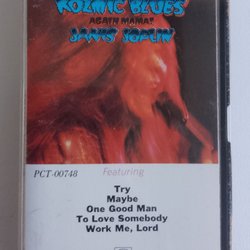 KOZMIC BLUES
AGAIN MAMA!
JANIS JOPLIN
PCT-00748
Featuring
Try
Maybe
One Good Man
To Love Somebody
Work Me, Lord